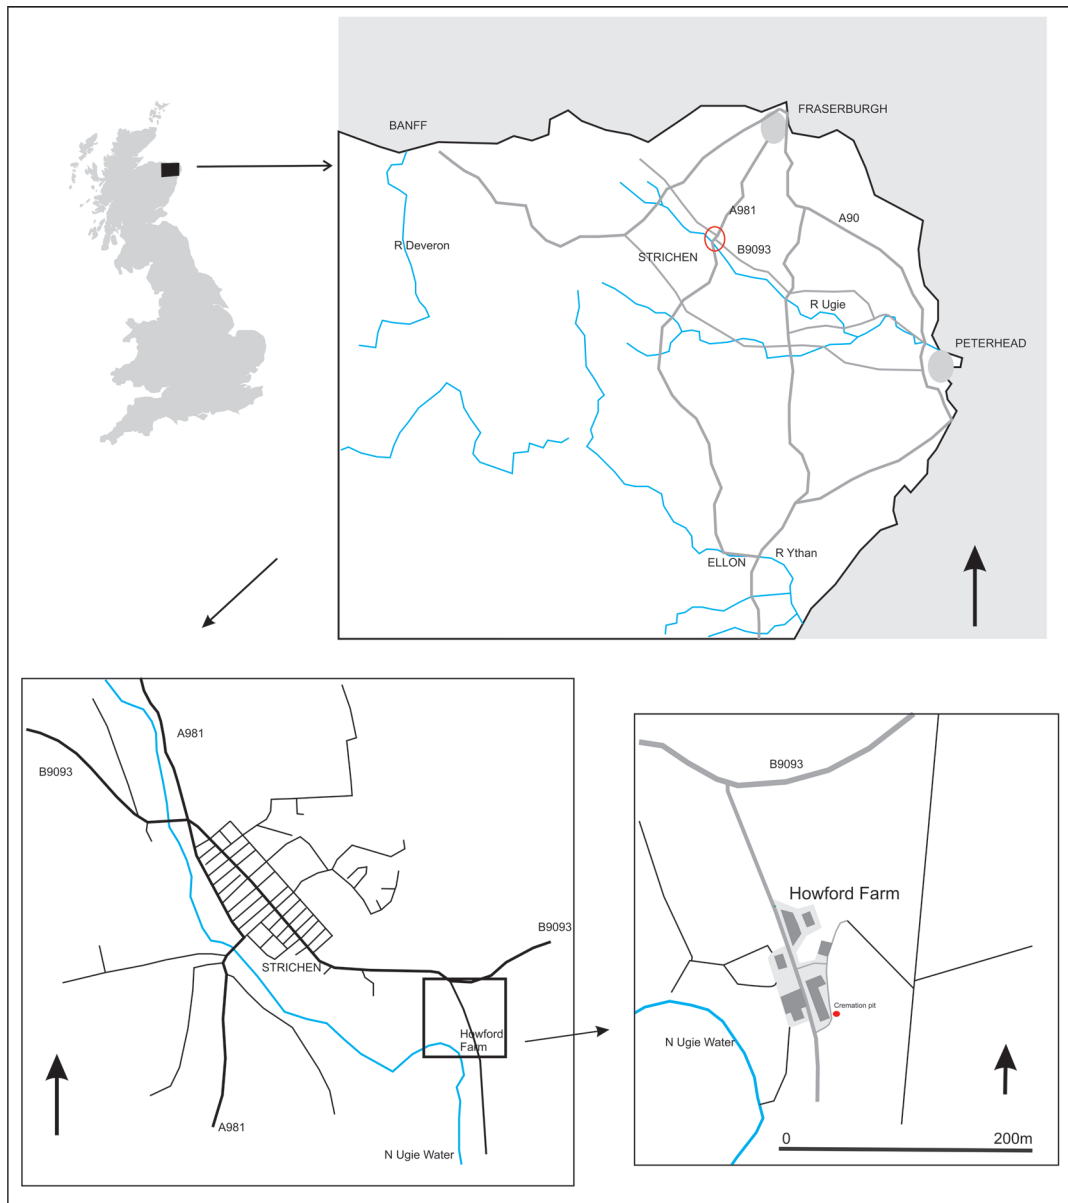 FRASERBURGH
BANFF
A981
A90
R Deveron
B9093
STRICHEN
R Ugie
PETERHEAD
R Ythan
ELLON
A981
B9093
B9093
STRICHEN
Howford
Farm
A981
N Ugie Water
B9093
Howford Farm
Cremation pit
N Ugie Water
0
200m